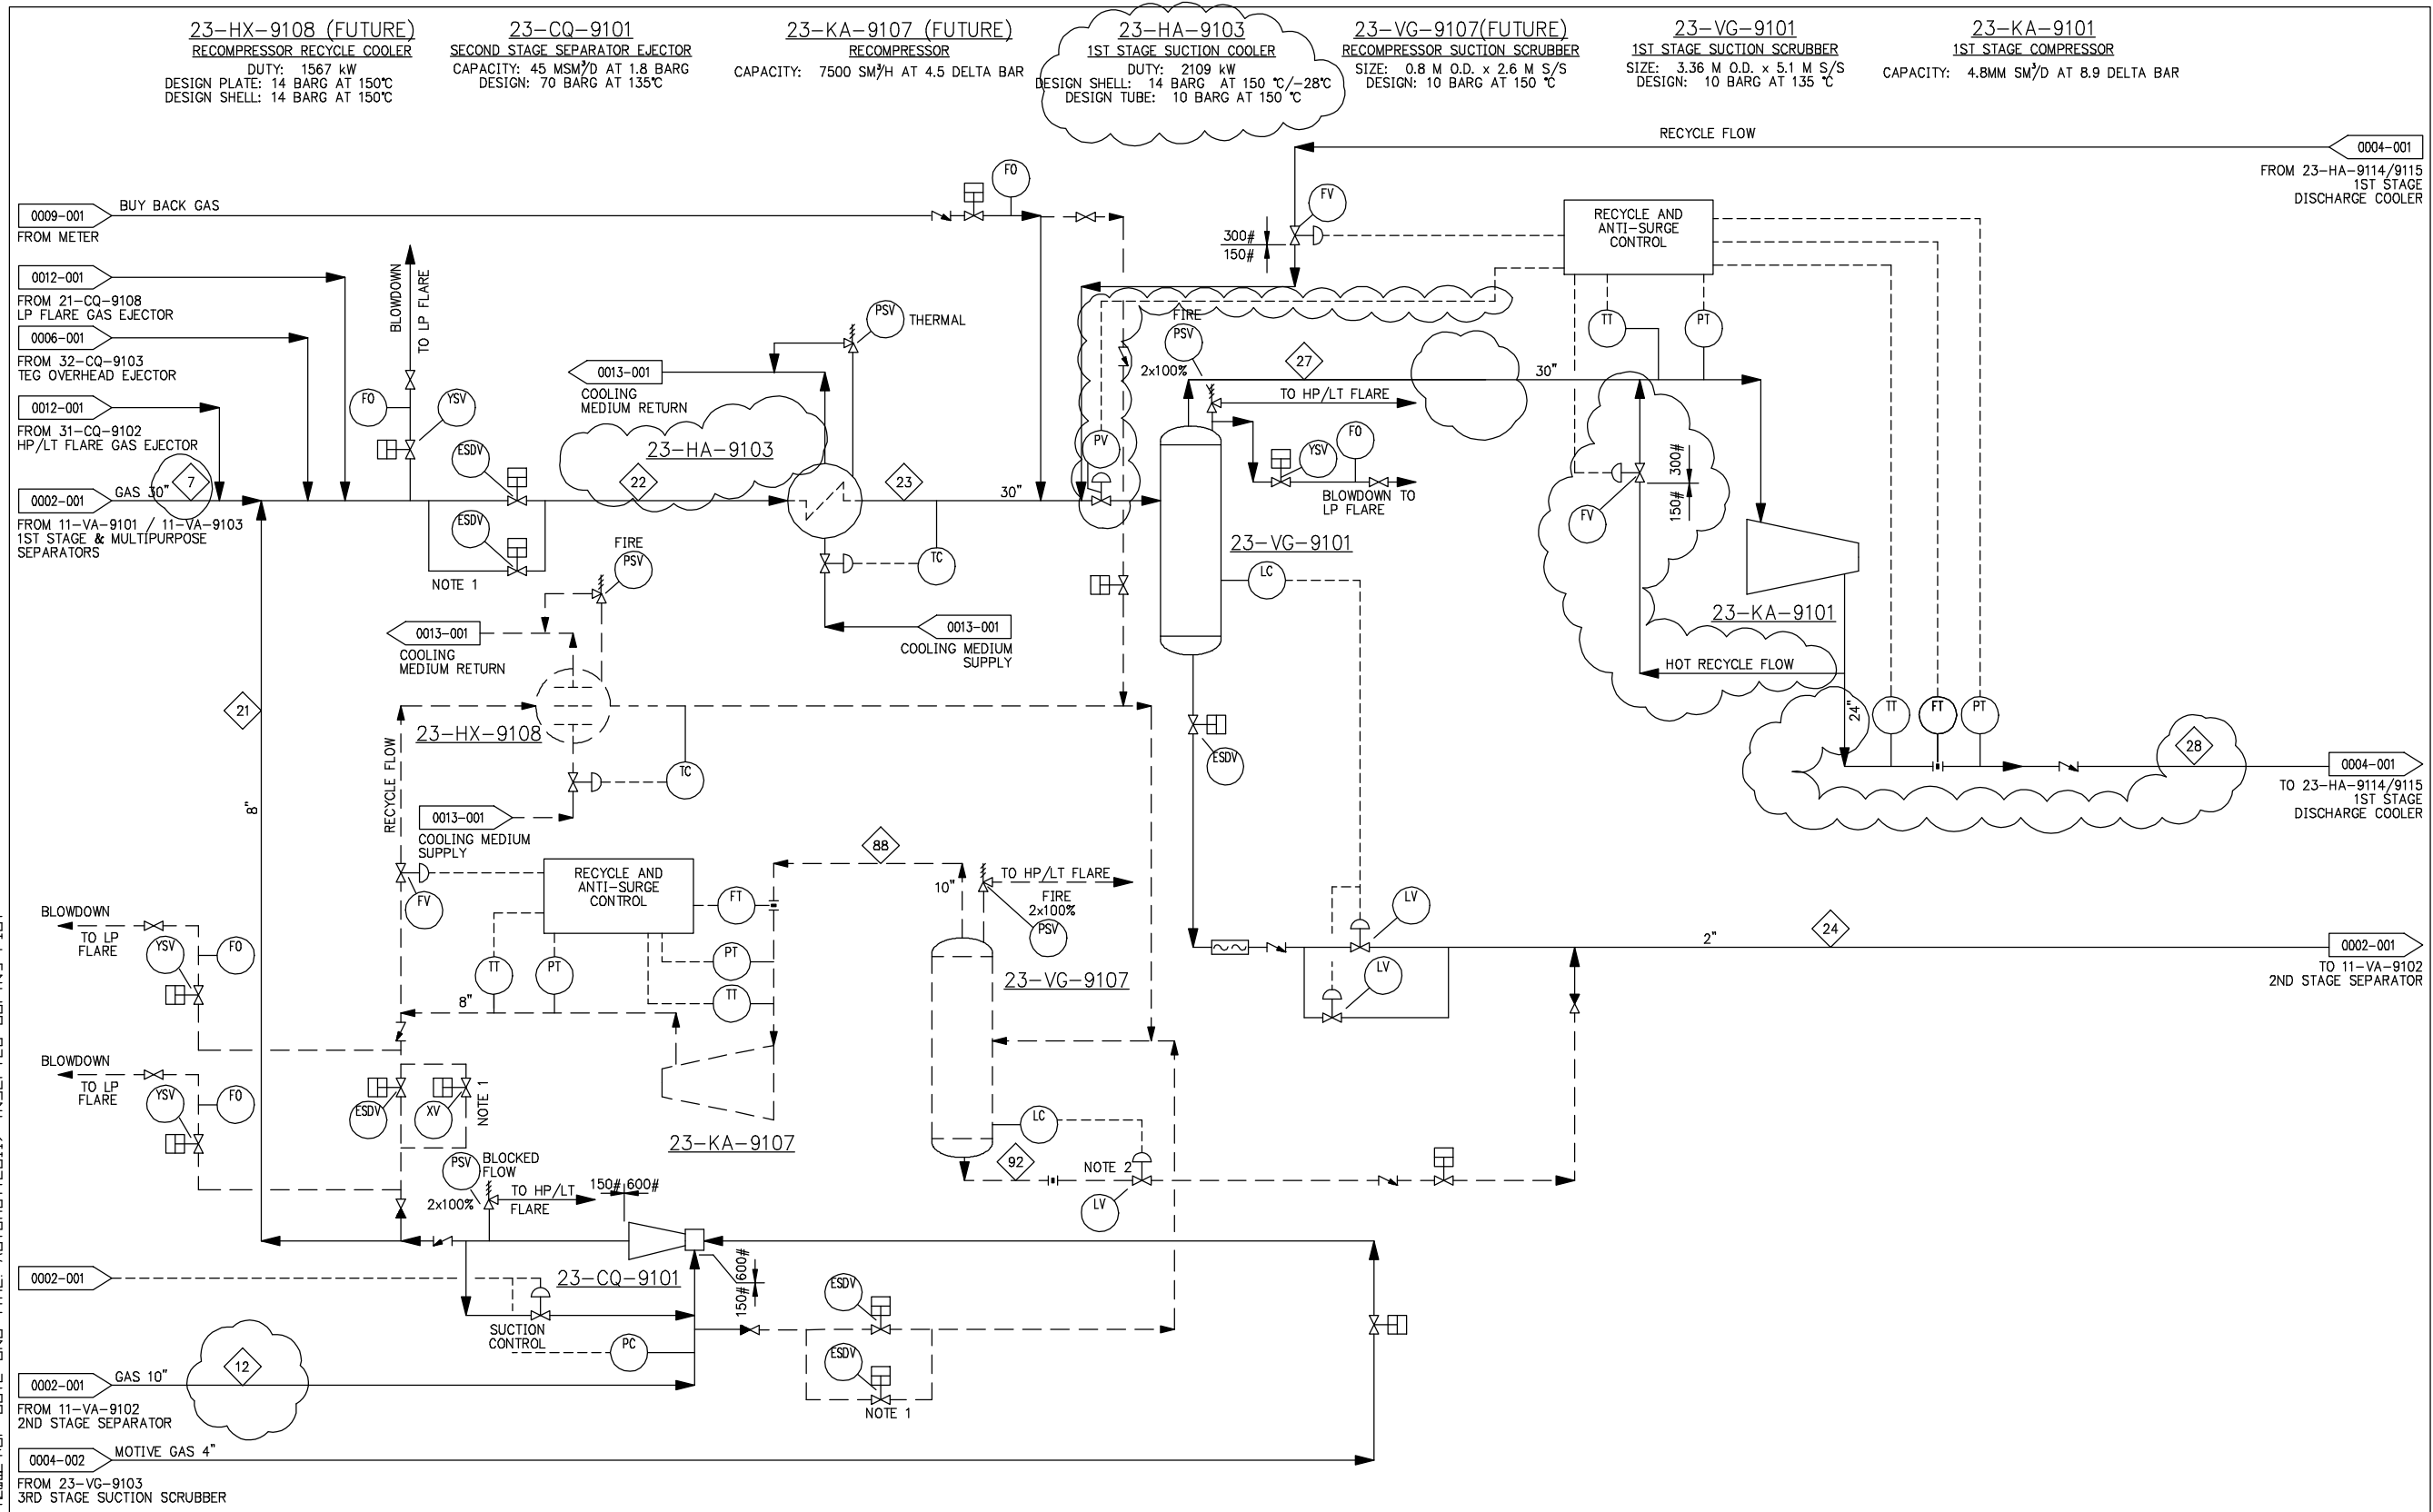 23-HX-9108 (FUTURE)
RECOMPRESSOR RECYCLE COOLER
DUTY: 1567 kW
DESIGN PLATE: 14 BARG AT 150°C
DESIGN SHELL: 14 BARG AT 150°C
23-CQ-9101
SECOND STAGE SEPARATOR EJECTOR
CAPACITY: 45 MSM³/D AT 1.8 BARG
DESIGN: 70 BARG AT 135°C
23-KA-9107 (FUTURE)
RECOMPRESSOR
CAPACITY: 7500 SM³/H AT 4.5 DELTA BAR
23-HA-9103
1ST STAGE SUCTION COOLER
DUTY: 2109 kW
DESIGN SHELL: 14 BARG AT 150 °C/-28°C
DESIGN TUBE: 10 BARG AT 150 °C
23-VG-9107(FUTURE)
RECOMPRESSOR SUCTION SCRUBBER
SIZE: 0.8 M O.D. x 2.6 M S/S
DESIGN: 10 BARG AT 150 °C
23-VG-9101
1ST STAGE SUCTION SCRUBBER
SIZE: 3.36 M O.D. x 5.1 M S/S
DESIGN: 10 BARG AT 135 °C
23-KA-9101
1ST STAGE COMPRESSOR
CAPACITY: 4.8MM SM³/D AT 8.9 DELTA BAR
RECYCLE FLOW
0004-001
FROM 23-HA-9114/9115
1ST STAGE
DISCHARGE COOLER
0009-001
BUY BACK GAS
FROM METER
FO
FV
300#
150#
RECYCLE AND
ANTI-SURGE
CONTROL
0012-001
FROM 21-CQ-9108
LP FLARE GAS EJECTOR
BLOWDOWN
TO LP FLARE
0006-001
FROM 32-CQ-9103
TEG OVERHEAD EJECTOR
PSV
THERMAL
FIRE
PSV
2x100%
TT
PT
27
30"
0013-001
COOLING
MEDIUM RETURN
TO HP/LT FLARE
0012-001
FROM 31-CQ-9102
HP/LT FLARE GAS EJECTOR
FO
YSV
ESDV
23-HA-9103
PV
YSV
FO
BLOWDOWN TO
LP FLARE
300#
150#
FV
0002-001
GAS 30"
7
22
23
30"
FROM 11-VA-9101 / 11-VA-9103
1ST STAGE & MULTIPURPOSE
SEPARATORS
ESDV
NOTE 1
FIRE
PSV
TC
23-VG-9101
LC
23-KA-9101
0013-001
COOLING
MEDIUM RETURN
0013-001
COOLING MEDIUM
SUPPLY
HOT RECYCLE FLOW
21
23-HX-9108
RECYCLE FLOW
TC
ESDV
24"
TT
FT
PT
28
0004-001
TO 23-HA-9114/9115
1ST STAGE
DISCHARGE COOLER
8"
0013-001
COOLING MEDIUM
SUPPLY
88
FV
RECYCLE AND
ANTI-SURGE
CONTROL
FT
10"
TO HP/LT FLARE
FIRE
2x100%
PSV
LV
BLOWDOWN
TO LP
FLARE
YSV
FO
TT
PT
PT
TT
8"
23-VG-9107
LV
2"
24
0002-001
TO 11-VA-9102
2ND STAGE SEPARATOR
BLOWDOWN
TO LP
FLARE
YSV
FO
ESDV
XV
NOTE 1
23-KA-9107
LC
92
NOTE 2
LV
PSV
BLOCKED
FLOW
2x100%
TO HP/LT
FLARE
150#
600#
23-CQ-9101
150#
600#
0002-001
SUCTION
CONTROL
PC
ESDV
ESDV
NOTE 1
0002-001
GAS 10"
12
FROM 11-VA-9102
2ND STAGE SEPARATOR
0004-002
MOTIVE GAS 4"
FROM 23-VG-9103
3RD STAGE SUCTION SCRUBBER